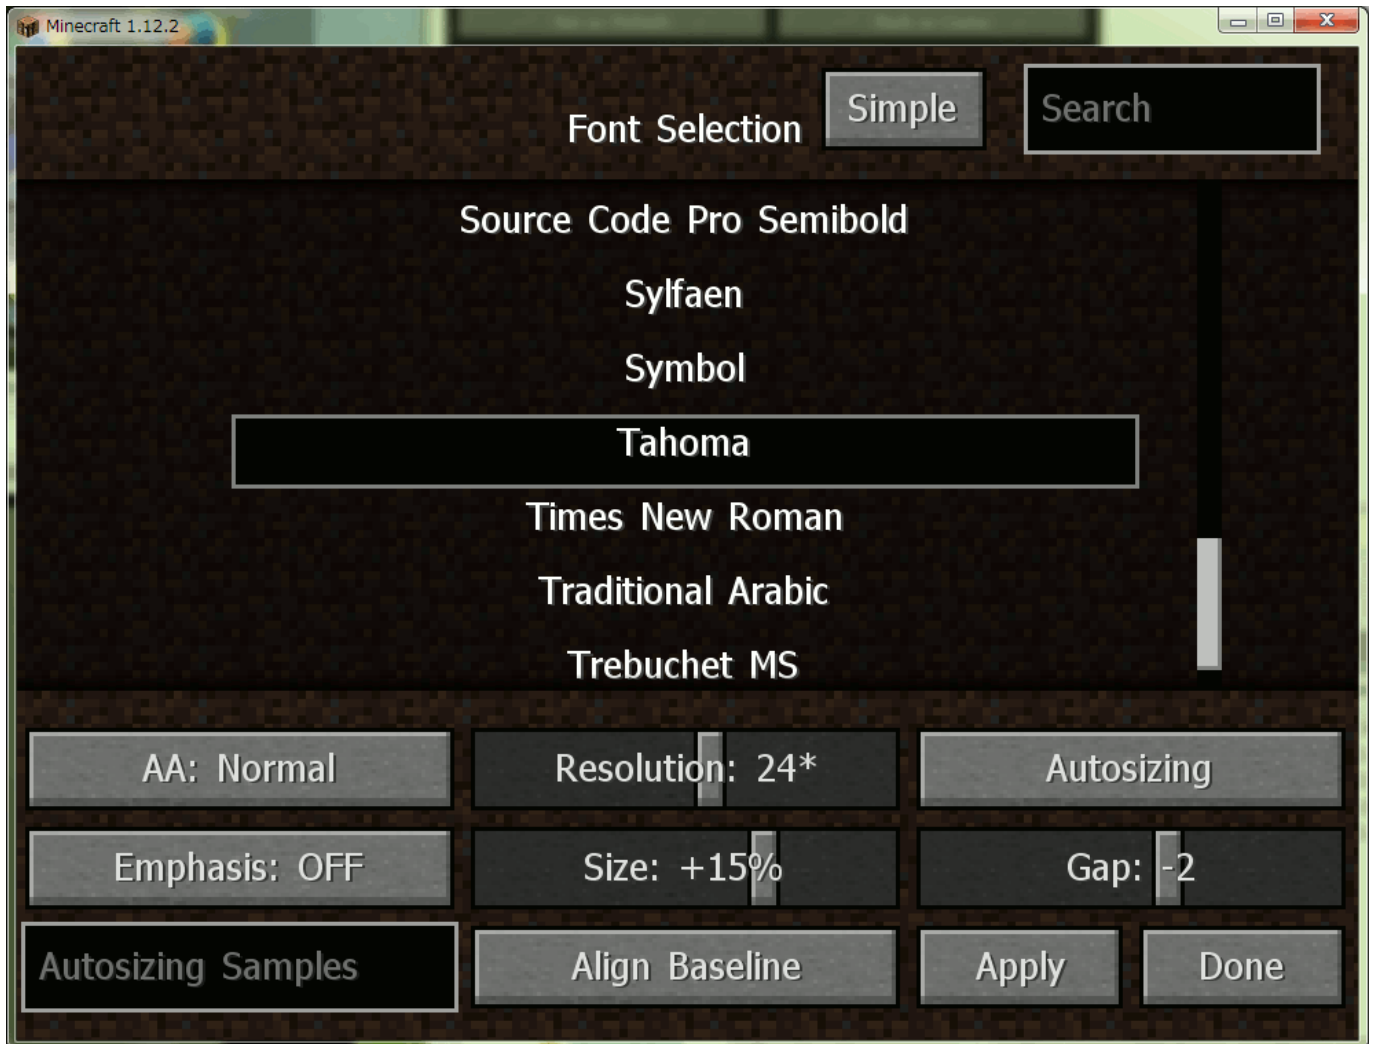 Minecraft 1.12.2
Font Selection
Simple
Search
Source Code Pro Semibold
Sylfaen
Symbol
Tahoma
Times New Roman
Traditional Arabic
Trebuchet MS
AA: Normal
Resolution: 24*
Autosizing
Emphasis: OFF
Size: +15%
Gap: -2
Autosizing Samples
Align Baseline
Apply
Done